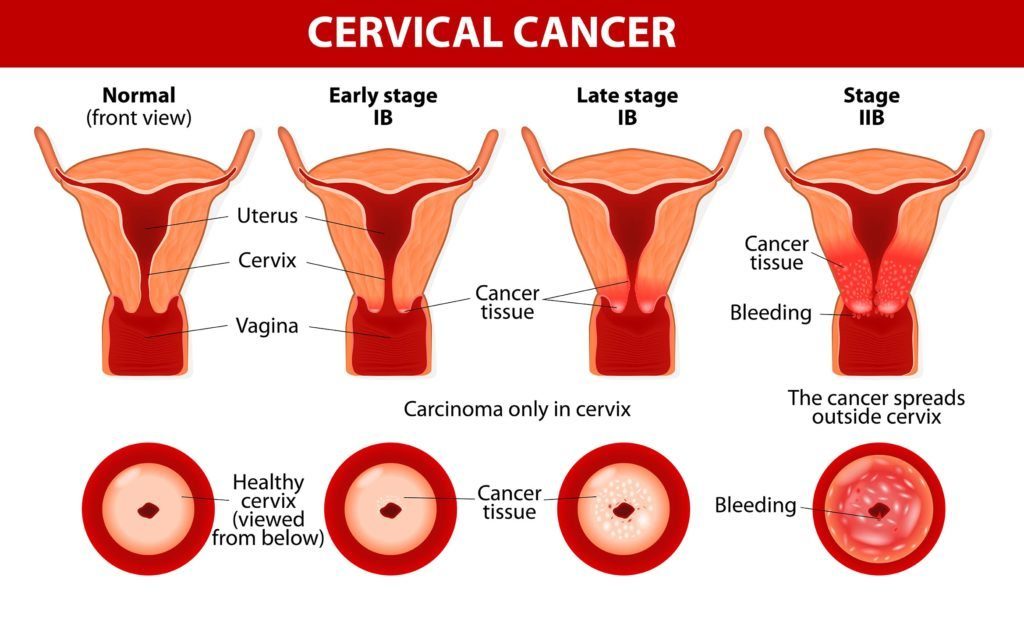 CERVICAL CANCER
Normal
(front view)
Early stage
IB
Late stage
IB
Stage
IIB
Uterus
Cervix
Vagina
Cancer
tissue
Cancer
tissue
Bleeding
Carcinoma only in cervix
The cancer spreads
outside cervix
Healthy
cervix
(viewed
from below)
Cancer
tissue
Bleeding